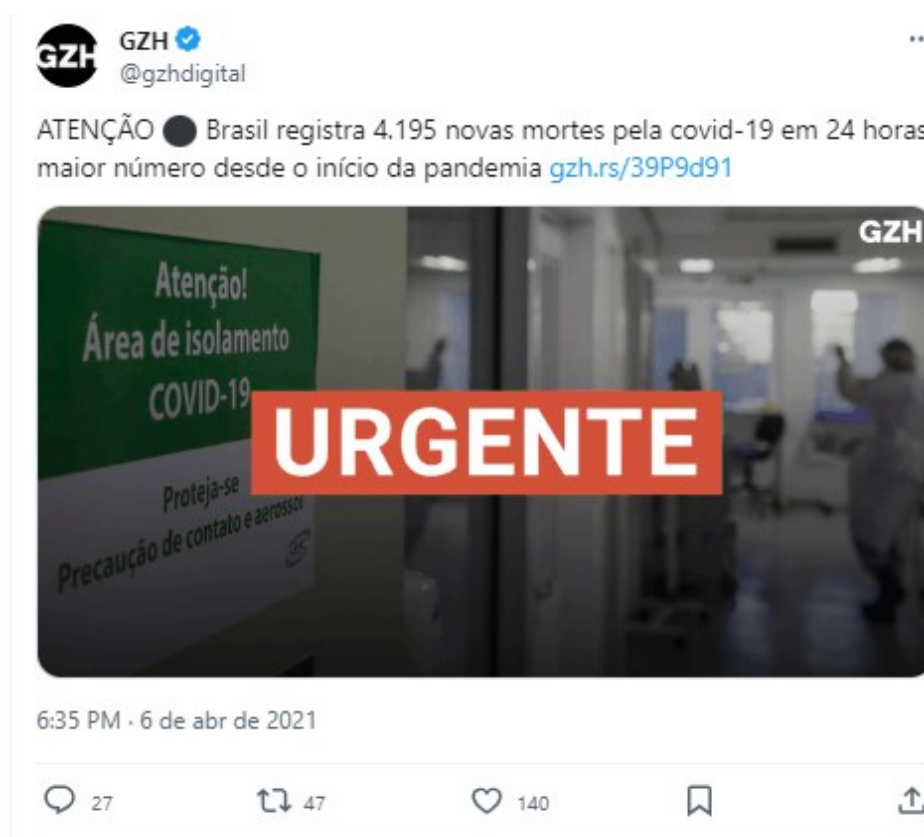 GZH
GZH
@gzhdigital
ATENÇÃO ⚫ Brasil registra 4.195 novas mortes pela covid-19 em 24 horas
maior número desde o início da pandemia gzh.rs/39P9d91
GZH
Atenção!
Área de isolamento
COVID-19
URGENTE
Proteja-se
Precaução de contato e aerossol
6:35 PM · 6 de abr de 2021
27 47 140